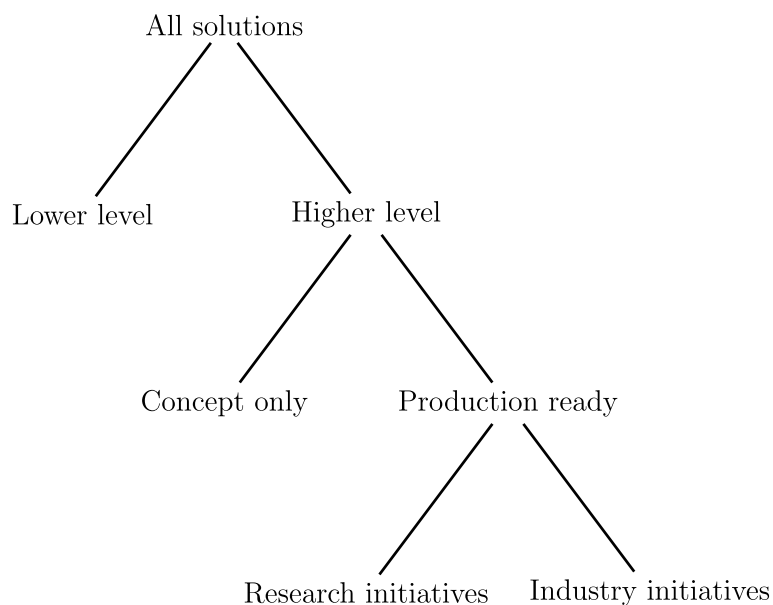 All solutions
Lower level
Higher level
Concept only
Production ready
Research initiatives
Industry initiatives